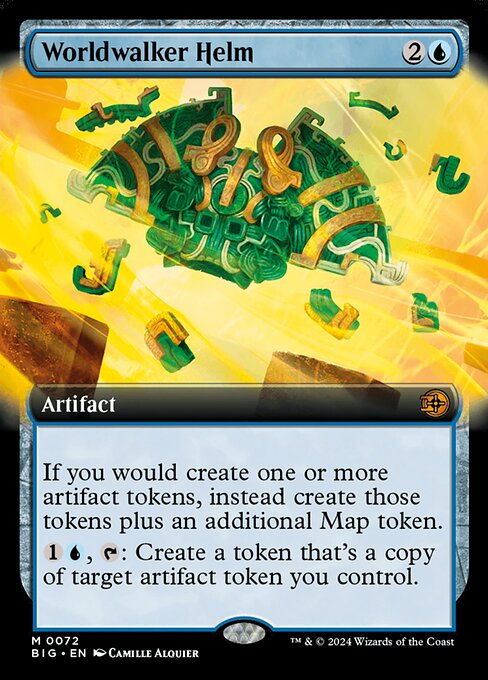 Worldwalker Helm 2
Artifact
If you would create one or more
artifact tokens, instead create those
tokens plus an additional Map token.
1 , : Create a token that's a copy
of target artifact token you control.
M 0072
BIG • EN Camille Alquier
™ & © 2024 Wizards of the Coast